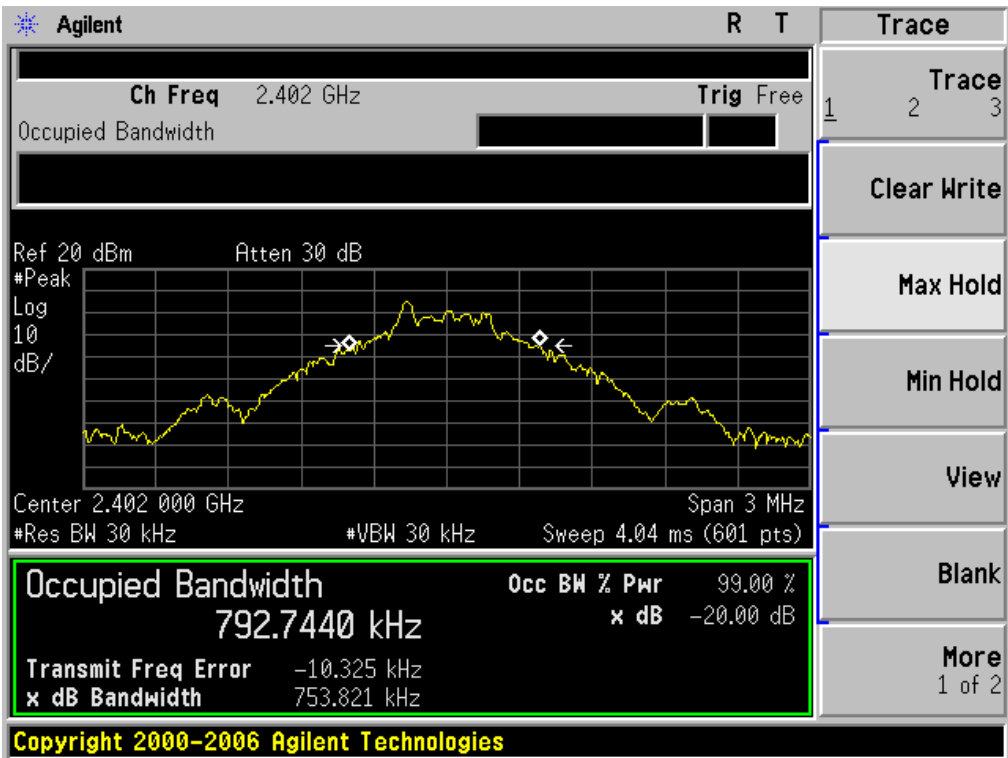 Agilent R T Trace
Ch Freq 2.402 GHz Trig Free
Occupied Bandwidth
Trace
1 2 3
Clear Write
Max Hold
Min Hold
View
Blank
More
1 of 2
Ref 20 dBm Atten 30 dB
#Peak
Log
10
dB/
Center 2.402 000 GHz Span 3 MHz
#Res BW 30 kHz #VBW 30 kHz Sweep 4.04 ms (601 pts)
Occupied Bandwidth Occ BW % Pwr 99.00 %
792.7440 kHz x dB -20.00 dB
Transmit Freq Error -10.325 kHz
x dB Bandwidth 753.821 kHz
Copyright 2000-2006 Agilent Technologies